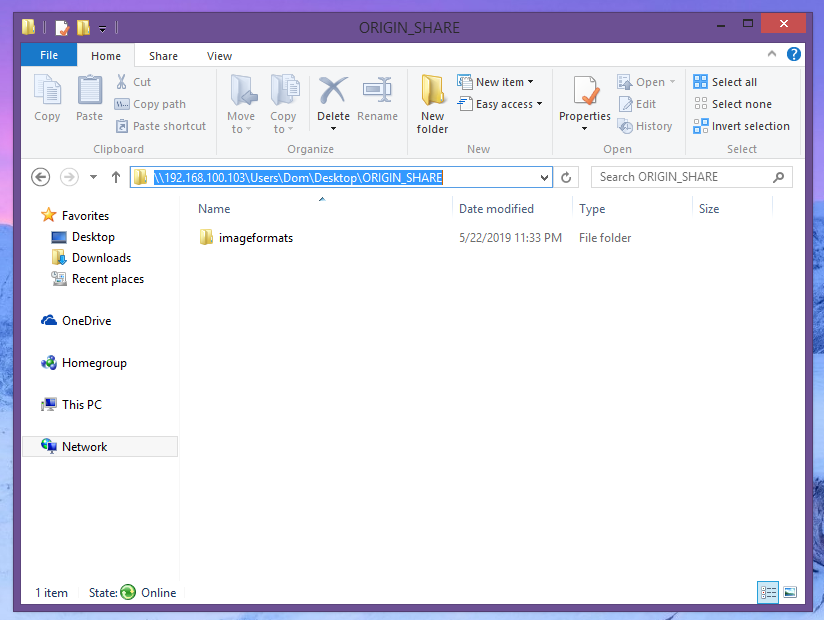 ORIGIN_SHARE
File Home Share View
Copy
Paste
Cut
Copy path
Paste shortcut
Clipboard
Move to
Copy to
Delete
Rename
Organize
New folder
New item
Easy access
New
Properties
Open
Edit
History
Open
Select all
Select none
Invert selection
Select
\\192.168.100.103\Users\Dom\Desktop\ORIGIN_SHARE
Search ORIGIN_SHARE
Favorites
Desktop
Downloads
Recent places
OneDrive
Homegroup
This PC
Network
Name Date modified Type Size
imageformats 5/22/2019 11:33 PM File folder
1 item State: Online